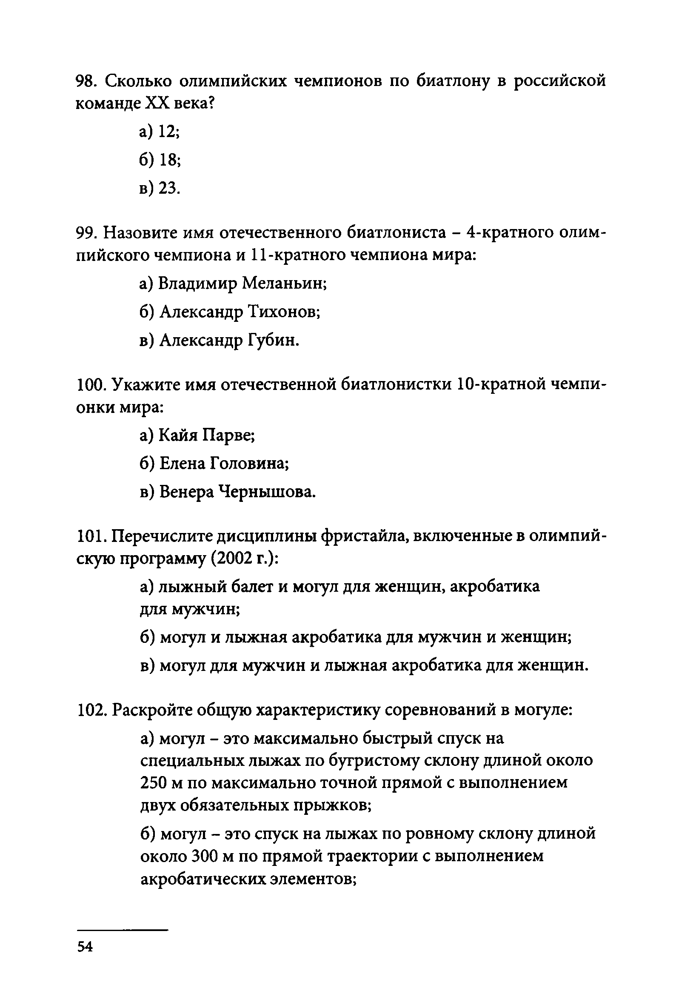 98. Сколько олимпийских чемпионов по биатлону в российской
команде XX века?
а) 12;
б) 18;
в) 23.
99. Назовите имя отечественного биатлониста – 4-кратного олим-
пийского чемпиона и 11-кратного чемпиона мира:
а) Владимир Меланьин;
б) Александр Тихонов;
в) Александр Губин.
100. Укажите имя отечественной биатлонистки 10-кратной чемпи-
онки мира:
а) Кайя Парве;
б) Елена Головина;
в) Венера Чернышова.
101. Перечислите дисциплины фристайла, включенные в олимпий-
скую программу (2002 г.):
а) лыжный балет и могул для женщин, акробатика
для мужчин;
б) могул и лыжная акробатика для мужчин и женщин;
в) могул для мужчин и лыжная акробатика для женщин.
102. Раскройте общую характеристику соревнований в могуле:
а) могул – это максимально быстрый спуск на
специальных лыжах по бугристому склону длиной около
250 м по максимально точной прямой с выполнением
двух обязательных прыжков;
б) могул – это спуск на лыжах по ровному склону длиной
около 300 м по прямой траектории с выполнением
акробатических элементов;
54